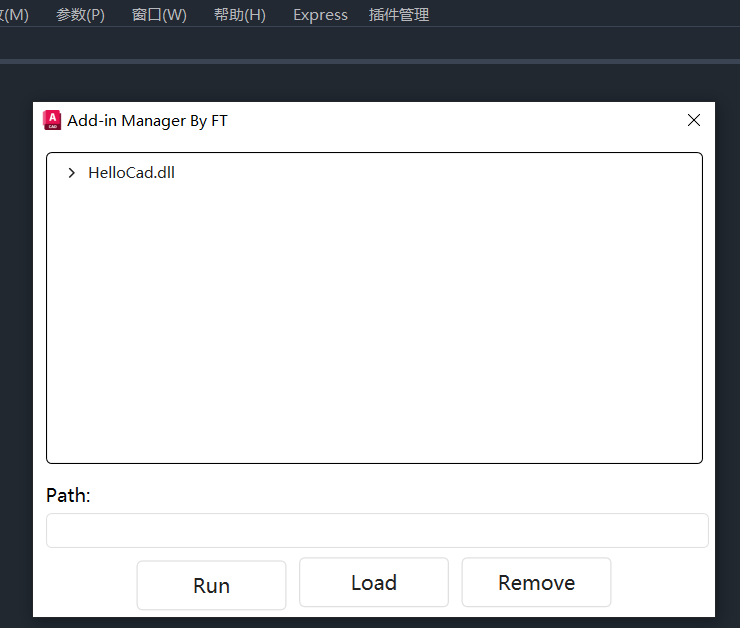 (M) 参数(P) 窗口(W) 帮助(H) Express 插件管理
A
CAD
Add-in Manager By FT
HelloCad.dll
Path:
Run Load Remove